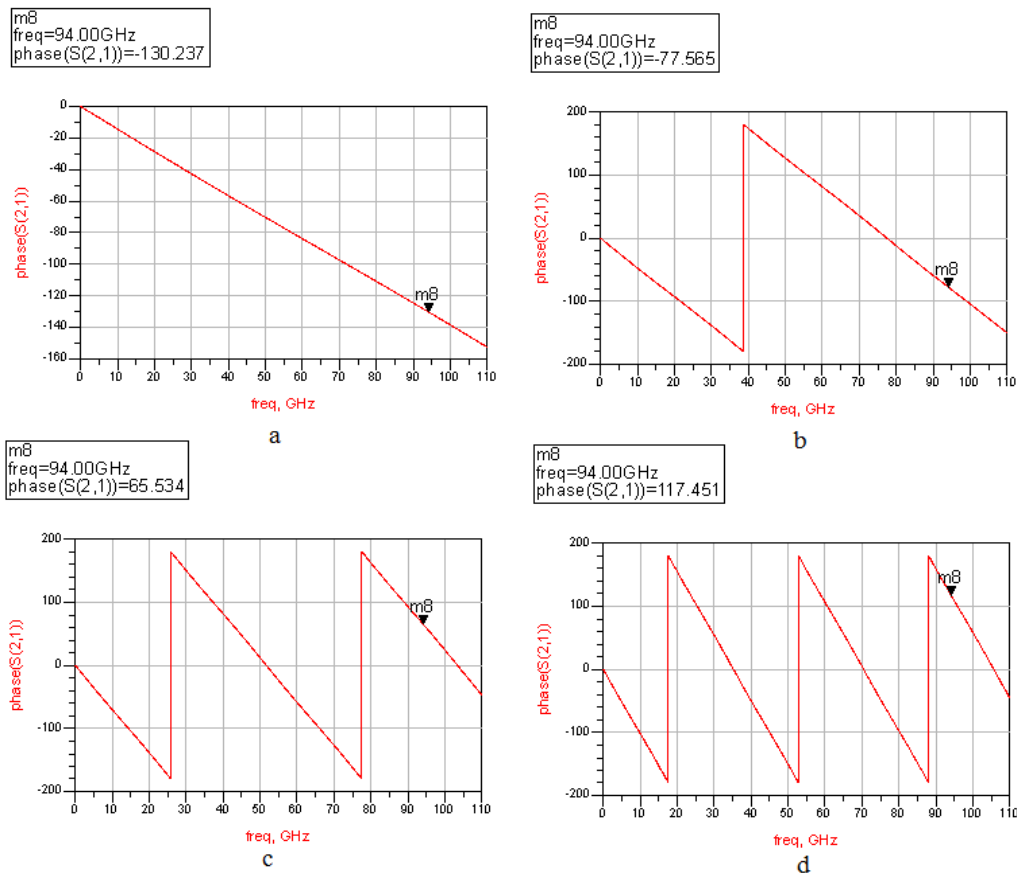 m8
freq=94.00GHz
phase(S(2,1))=-130.237
0
-20
-40
-60
-80
-100
-120
-140
-160
phase(S(2,1))
m8
0 10 20 30 40 50 60 70 80 90 100 110
freq, GHz
a
m8
freq=94.00GHz
phase(S(2,1))=-77.565
200
100
0
-100
-200
phase(S(2,1))
m8
0 10 20 30 40 50 60 70 80 90 100 110
freq, GHz
b
m8
freq=94.00GHz
phase(S(2,1))=65.534
200
100
0
-100
-200
phase(S(2,1))
m8
0 10 20 30 40 50 60 70 80 90 100 110
freq, GHz
c
m8
freq=94.00GHz
phase(S(2,1))=117.451
200
100
0
-100
-200
phase(S(2,1))
m8
0 10 20 30 40 50 60 70 80 90 100 110
freq, GHz
d